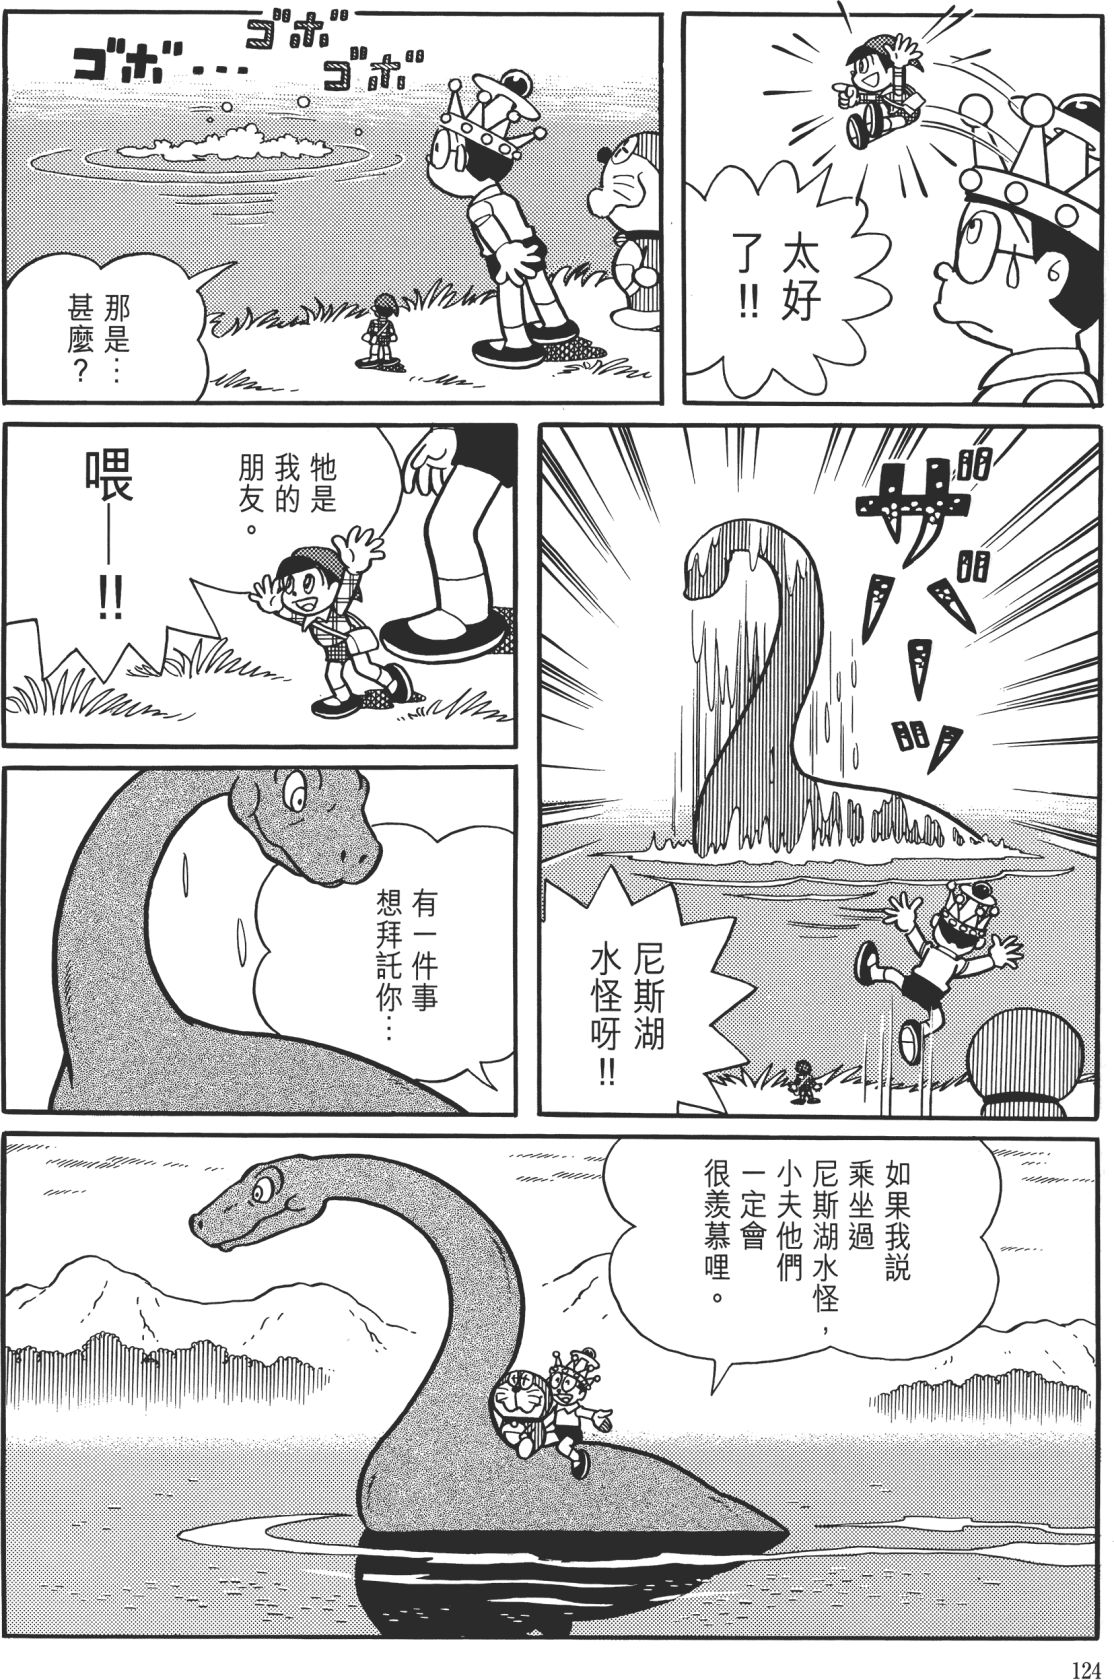 太好
了!!
ゴボ…
ゴボ
ゴボ
那是…
甚麼?
ザバ
バッ
尼斯湖
水怪呀!!
牠是
我的
朋友。
喂——!!
有一件事
想拜託你…
如果我説
乘坐過
尼斯湖水怪，
小夫他們
一定會
很羨慕哩。
124